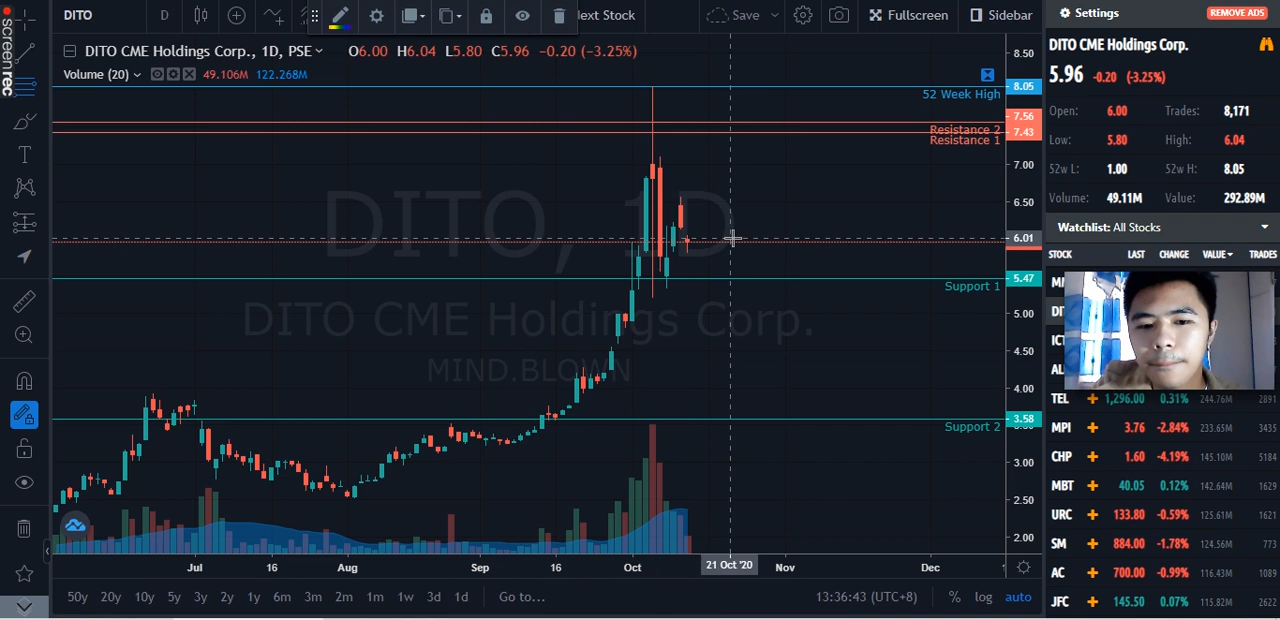 screenrec
DITO
D
Next Stock
Save
Fullscreen
Sidebar
DITO CME Holdings Corp., 1D, PSE
O6.00 H6.04 L5.80 C5.96 -0.20 (-3.25%)
Volume (20) 49.106M 122.268M
DITO, 1D
DITO CME Holdings Corp.
MIND.BLOWN
52 Week High
Resistance 2
Resistance 1
Support 1
Support 2
8.50
8.05
7.56
7.43
7.00
6.50
6.01
5.47
5.00
4.50
4.00
3.58
3.00
2.50
2.00
Jul 16 Aug Sep 16 Oct 21 Oct '20 Nov Dec
50y 20y 10y 5y 3y 2y 1y 6m 3m 2m 1m 1w 3d 1d Go to...
13:36:43 (UTC+8) % log auto
Settings
REMOVE ADS
DITO CME Holdings Corp.
5.96 -0.20 (-3.25%)
Open: 6.00 Trades: 8,171
Low: 5.80 High: 6.04
52w L: 1.00 52w H: 8.05
Volume: 49.11M Value: 292.89M
Watchlist: All Stocks
STOCK LAST CHANGE VALUE TRADES
TEL 1,296.00 0.31% 244.76M 2891
MPI 3.76 -2.84% 233.65M 3435
CHP 1.60 -4.19% 145.10M 5184
MBT 40.05 0.12% 142.64M 1629
URC 133.80 -0.59% 125.61M 1621
SM 884.00 -1.78% 124.56M 773
AC 700.00 -0.99% 116.43M 1089
JFC 145.50 0.07% 115.82M 2622